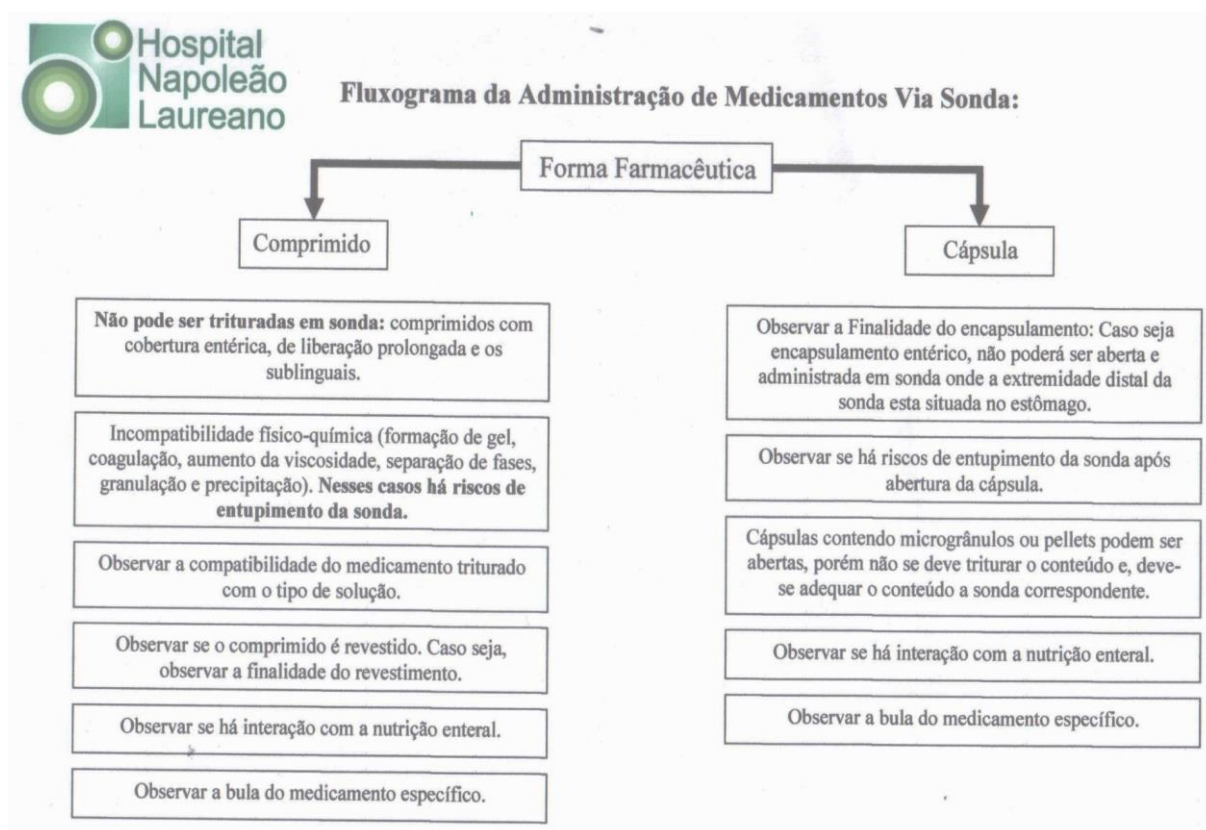 Hospital
Napoleão
Laureano
Fluxograma da Administração de Medicamentos Via Sonda:
Forma Farmacêutica
Comprimido
Não pode ser trituradas em sonda: comprimidos com
cobertura entérica, de liberação prolongada e os
sublinguais.
Incompatibilidade físico-química (formação de gel,
coagulação, aumento da viscosidade, separação de fases,
granulação e precipitação). Nesses casos há riscos de
entupimento da sonda.
Observar a compatibilidade do medicamento triturado
com o tipo de solução.
Observar se o comprimido é revestido. Caso seja,
observar a finalidade do revestimento.
Observar se há interação com a nutrição enteral.
Observar a bula do medicamento específico.
Cápsula
Observar a Finalidade do encapsulamento: Caso seja
encapsulamento entérico, não poderá ser aberta e
administrada em sonda onde a extremidade distal da
sonda esta situada no estômago.
Observar se há riscos de entupimento da sonda após
abertura da cápsula.
Cápsulas contendo microgrânulos ou pellets podem ser
abertas, porém não se deve triturar o conteúdo e, deve-
se adequar o conteúdo a sonda correspondente.
Observar se há interação com a nutrição enteral.
Observar a bula do medicamento específico.